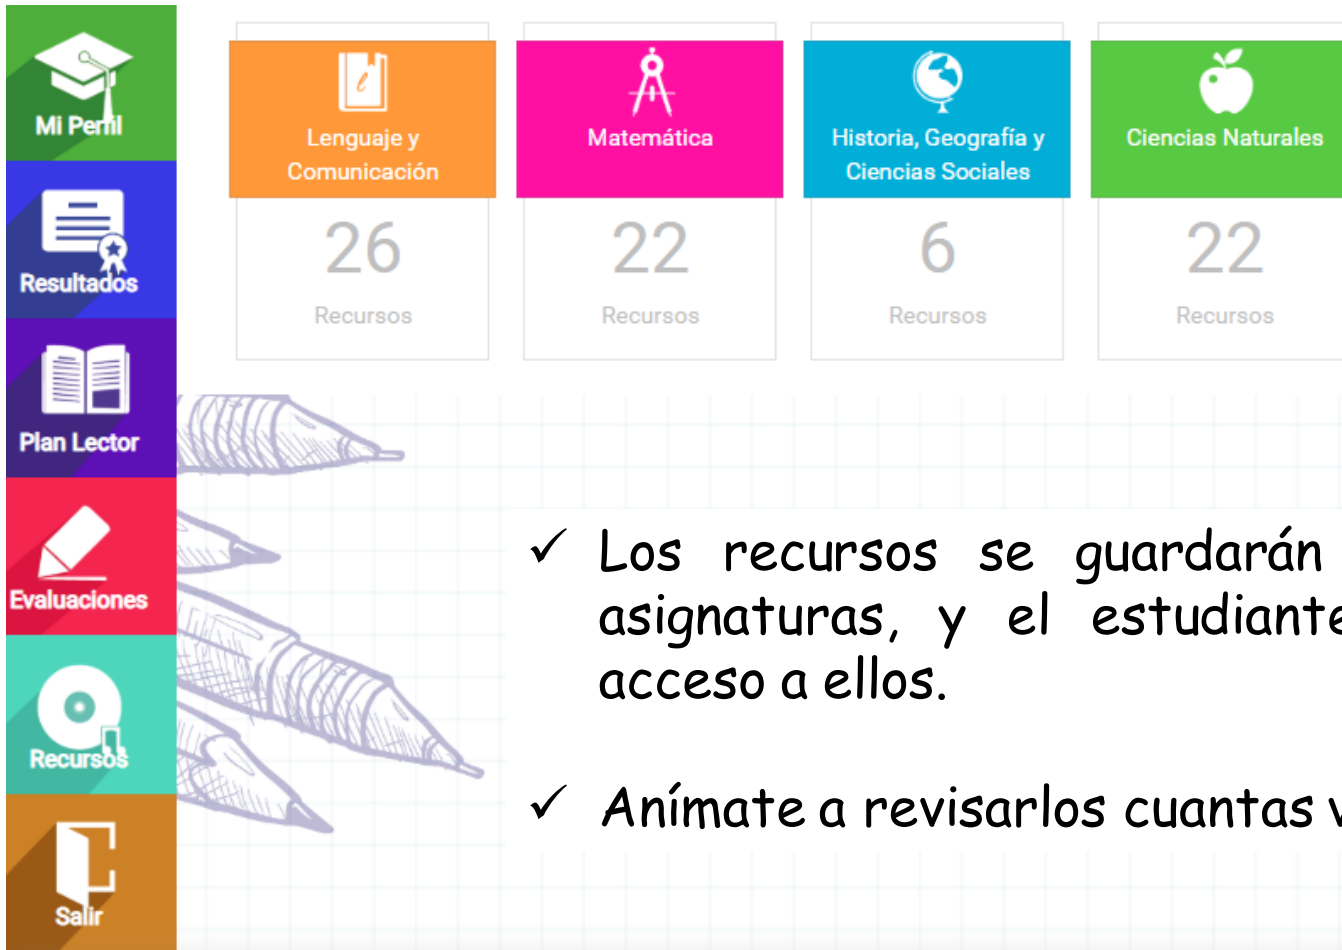 Mi Perfil
Resultados
Plan Lector
Evaluaciones
Recursos
Salir
Lenguaje y
Comunicación
26
Recursos
Matemática
22
Recursos
Historia, Geografía y
Ciencias Sociales
6
Recursos
Ciencias Naturales
22
Recursos
✓ Los recursos se guardarán
asignaturas, y el estudiante
acceso a ellos.
✓ Anímate a revisarlos cuantas